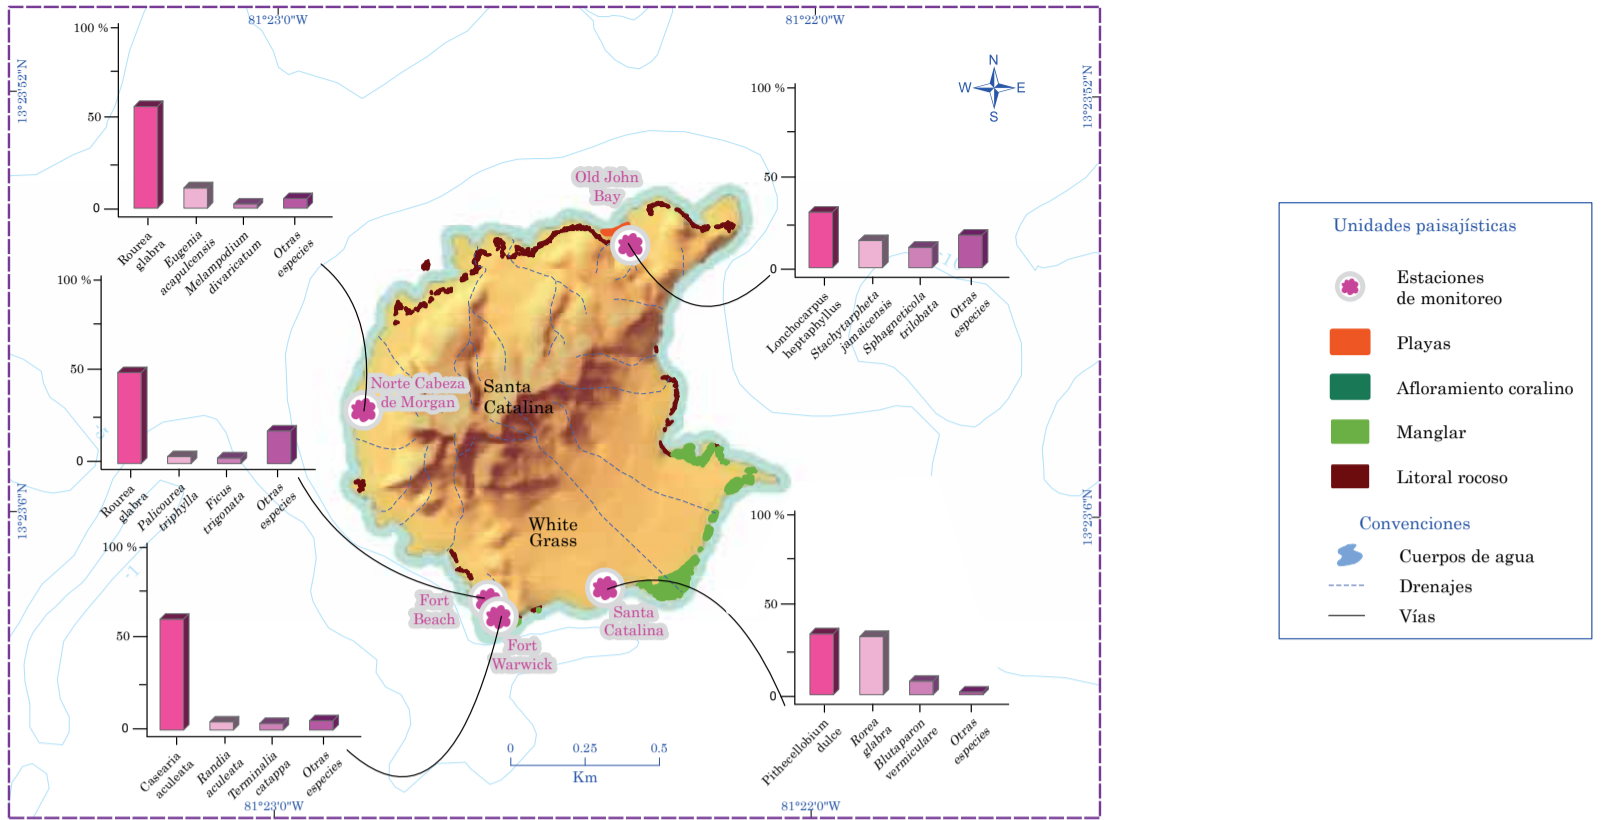 81°23'0"W
81°22'0"W
13°23'52"N
13°23'52"N
N
W
E
S
100 %
50
0
Rourea
glabra
Eugenia
acapulcensis
Melampodium
divaricatum
Otras
especies
100 %
50
0
Lonchocarpus
heptaphyllus
Stachytarpheta
jamaicensis
Sphagneticola
trilobata
Otras
especies
Old John
Bay
100 %
50
0
Rourea
glabra
Palicourea
triphylla
Ficus
trigonata
Otras
especies
Norte Cabeza
de Morgan
Santa
Catalina
White
Grass
13°23'6"N
13°23'6"N
100 %
50
0
Casearia
aculeata
Randia
aculeata
Terminalia
catappa
Otras
especies
Fort
Beach
Fort
Warwick
Santa
Catalina
100 %
50
0
Pithecellobium
dulce
Rorea
glabra
Blutaparon
vermiculare
Otras
especies
-1
0
0.25
0.5
Km
81°23'0"W
81°22'0"W
Unidades paisajísticas
Estaciones
de monitoreo
Playas
Afloramiento coralino
Manglar
Litoral rocoso
Convenciones
Cuerpos de agua
Drenajes
Vías